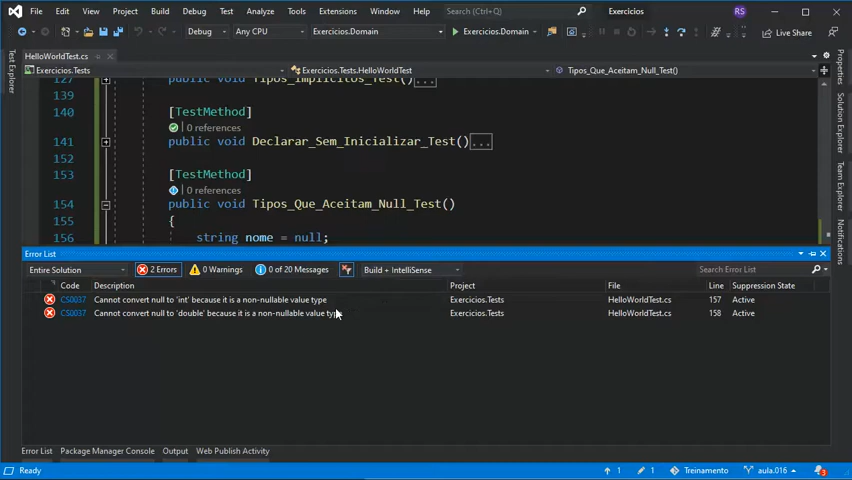 File Edit View Project Build Debug Test Analyze Tools Extensions Window Help Search (Ctrl+Q) Exercicios RS
Debug Any CPU Exercicios.Domain Exercicios.Domain Live Share
HelloWorldTest.cs
Exercicios.Tests Exercicios.Tests.HelloWorldTest Tipos_Que_Aceitam_Null_Test()
127 public void Tipos_Implicitos_Test()...
139
140 [TestMethod]
0 references
141 public void Declarar_Sem_Inicializar_Test()...
152
153 [TestMethod]
0 references
154 public void Tipos_Que_Aceitam_Null_Test()
155 {
156 string nome = null;
Test Explorer
Properties
Solution Explorer
Team Explorer
Notifications
Error List
Entire Solution 2 Errors 0 Warnings 0 of 20 Messages Build + IntelliSense Search Error List
Code Description Project File Line Suppression State
CS0037 Cannot convert null to 'int' because it is a non-nullable value type Exercicios.Tests HelloWorldTest.cs 157 Active
CS0037 Cannot convert null to 'double' because it is a non-nullable value type Exercicios.Tests HelloWorldTest.cs 158 Active
Error List Package Manager Console Output Web Publish Activity
Ready 1 1 Treinamento aula.016 3